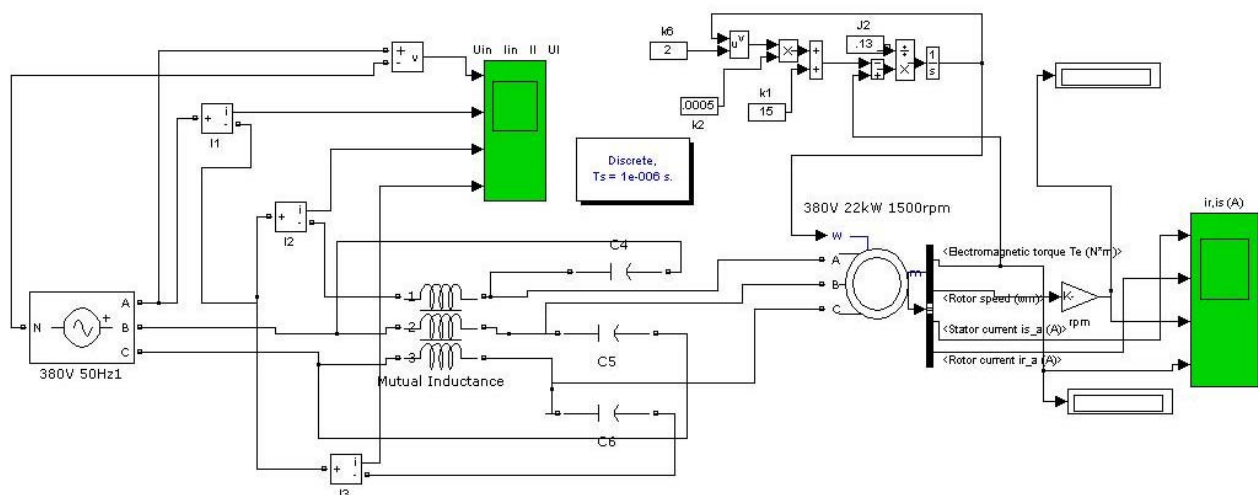 Uin Iin Il Ul
k6
2
J2
.13
1
s
+
-
v
u^v
×
+
+
-
+
÷
×
.0005
k2
k1
15
+ i -
I1
Discrete,
Ts = 1e-006 s.
+ i -
I2
380V 22kW 1500rpm
ir,is (A)
W
A
B
C
m
C4
<Electromagnetic torque Te (N*m)>
<Rotor speed (wm)>
K-
rpm
<Stator current is_a (A)>
<Rotor current ir_a (A)>
N
+
A
B
C
380V 50Hz1
1
2
3
Mutual Inductance
C5
C6
+ i -
I3